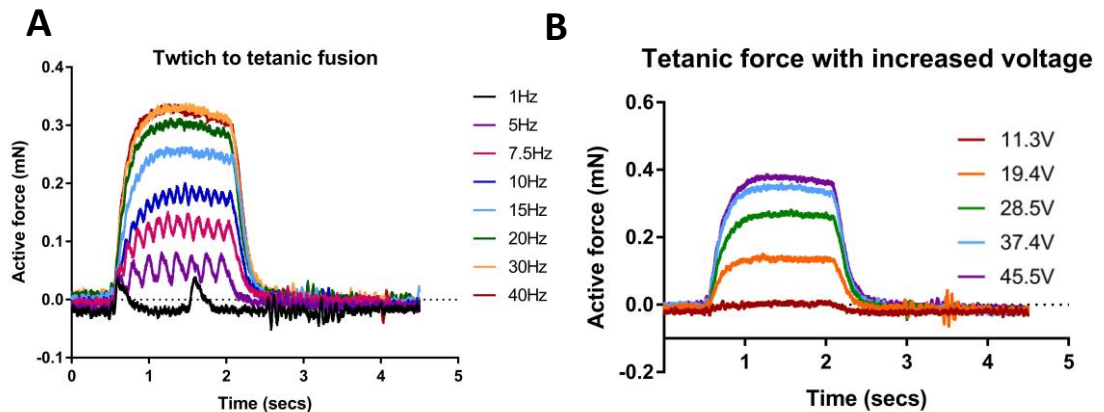 A
Twtich to tetanic fusion
Active force (mN)
0.4
0.3
0.2
0.1
0.0
-0.1
0
1
2
3
4
5
Time (secs)
1Hz
5Hz
7.5Hz
10Hz
15Hz
20Hz
30Hz
40Hz
B
Tetanic force with increased voltage
Active force (mN)
0.6
0.4
0.2
0.0
-0.2
1
2
3
4
5
Time (secs)
11.3V
19.4V
28.5V
37.4V
45.5V